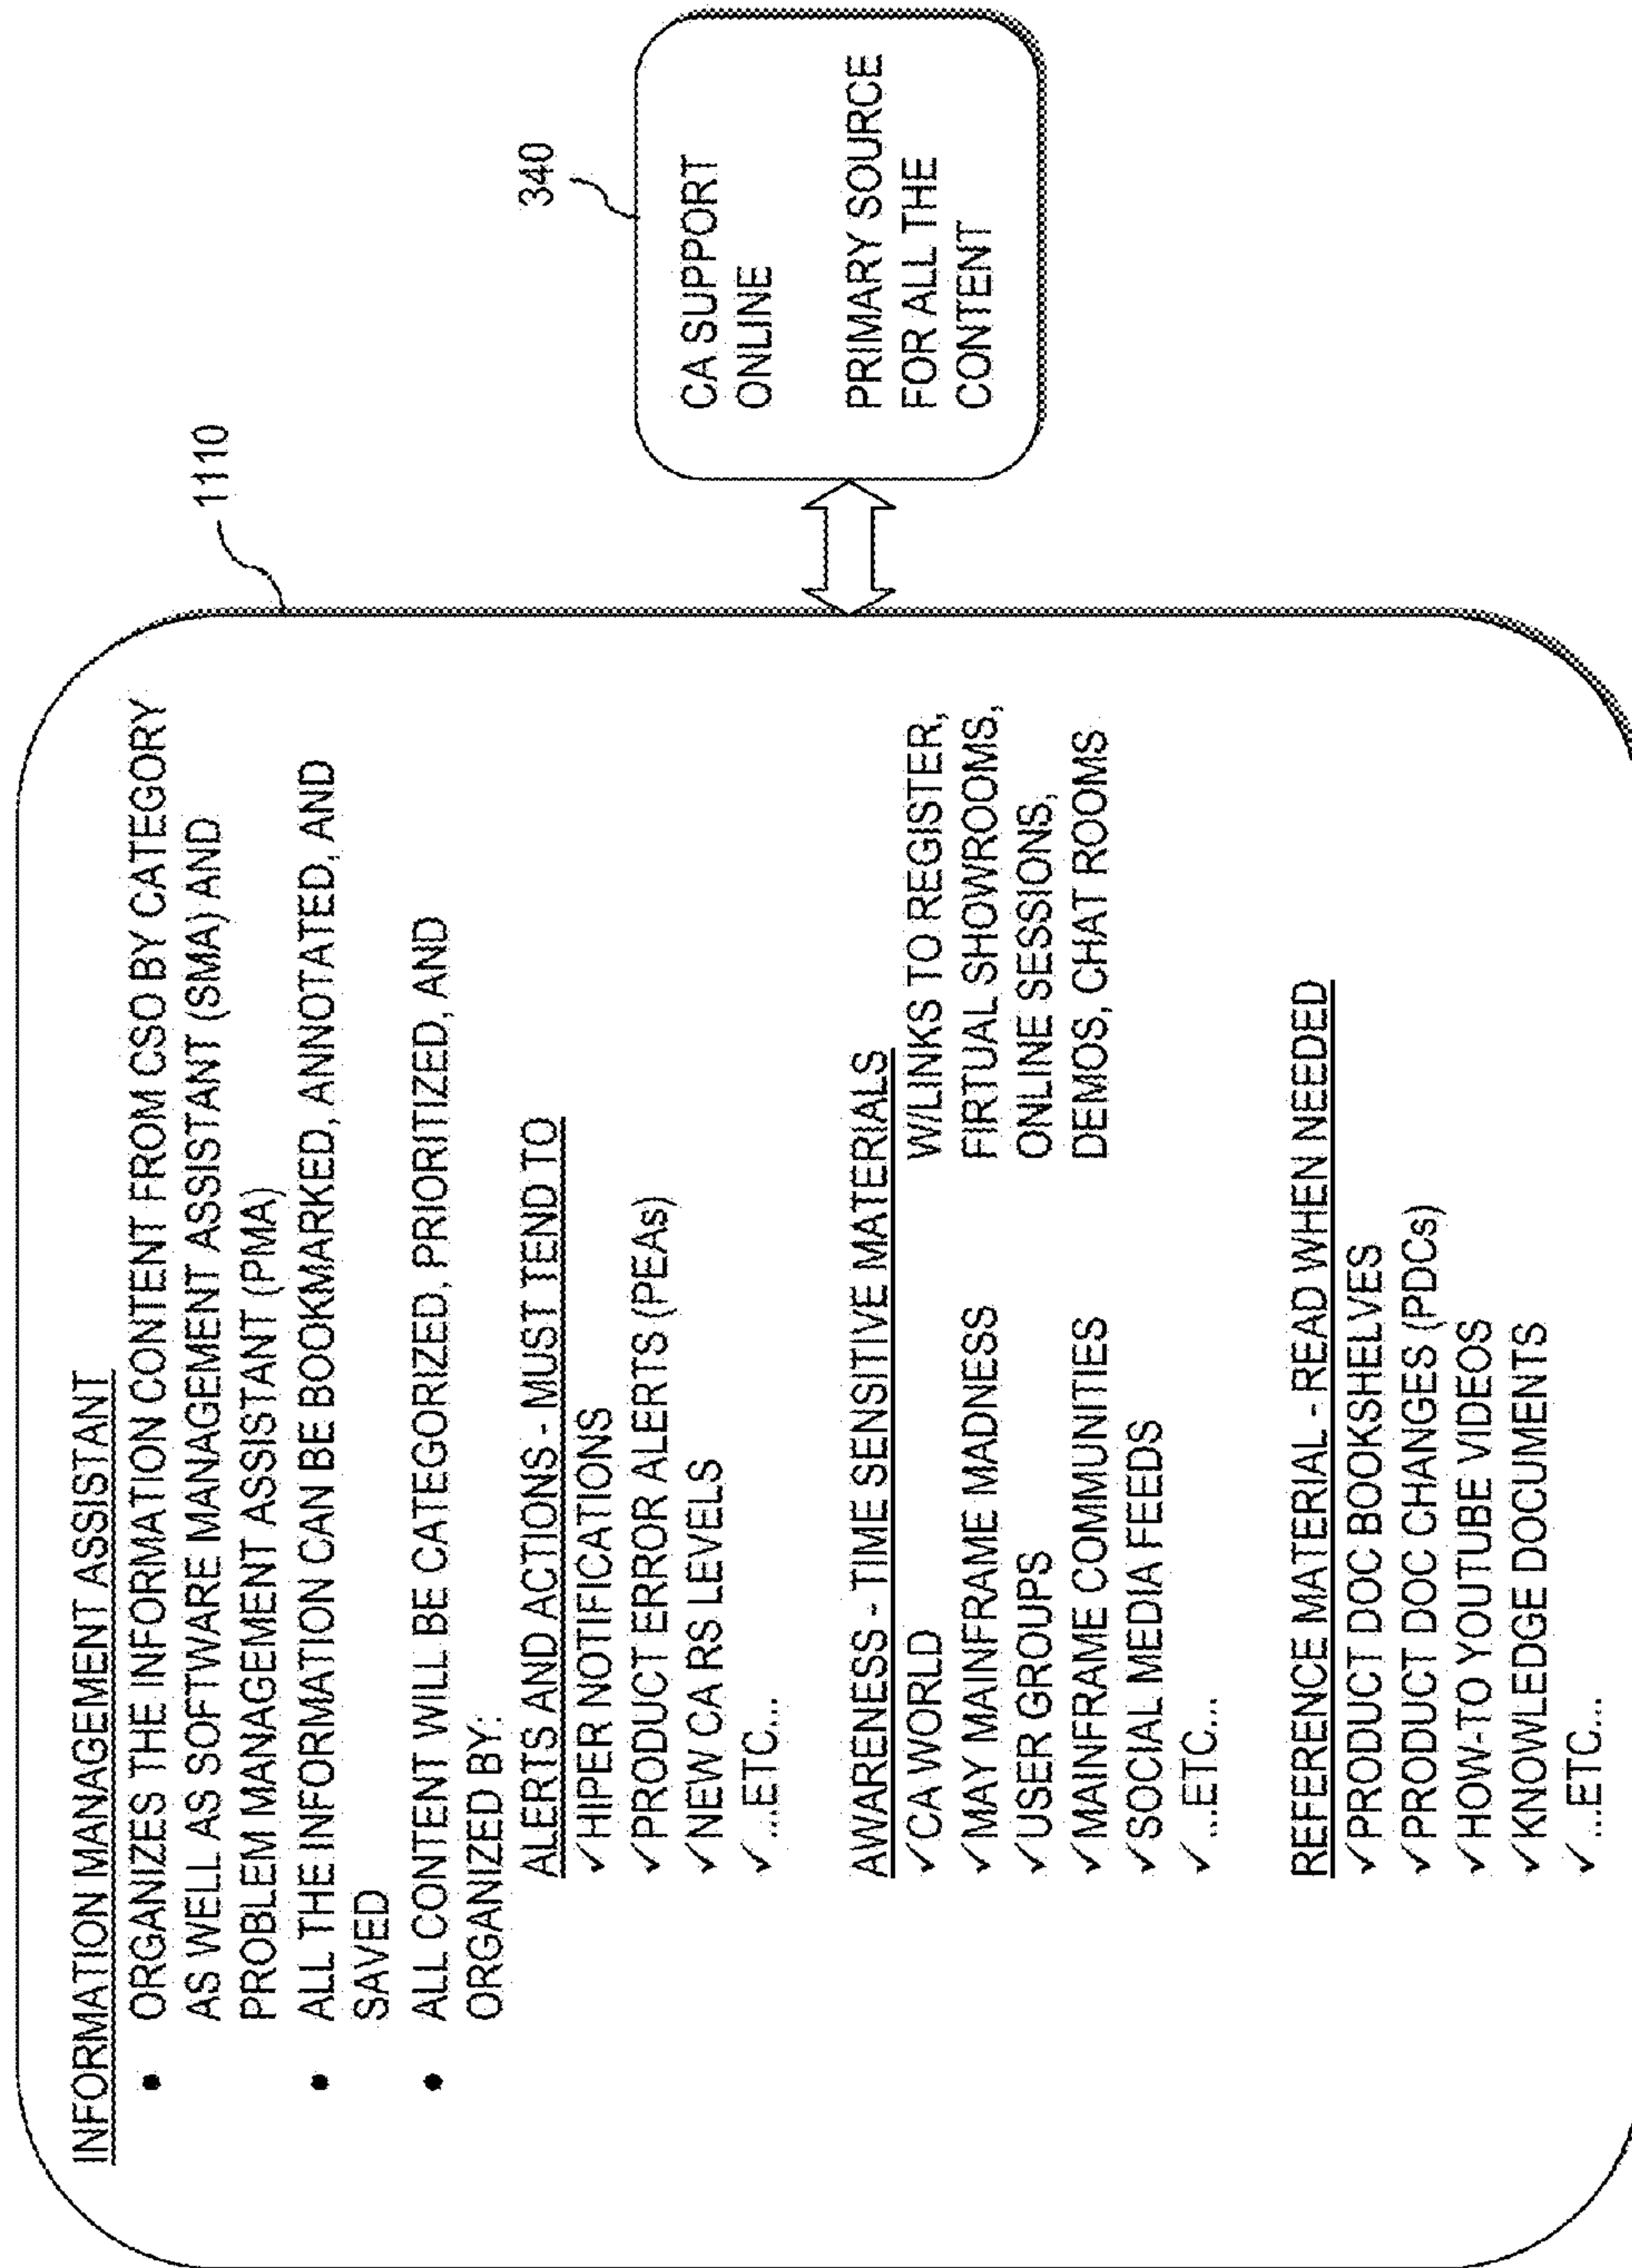 INFORMATION MANAGEMENT ASSISTANT
• ORGANIZES THE INFORMATION CONTENT FROM CSO BY CATEGORY
AS WELL AS SOFTWARE MANAGEMENT ASSISTANT (SMA) AND
PROBLEM MANAGEMENT ASSISTANT (PMA)
• ALL THE INFORMATION CAN BE BOOKMARKED, ANNOTATED, AND
SAVED
• ALL CONTENT WILL BE CATEGORIZED, PRIORITIZED, AND
ORGANIZED BY:
ALERTS AND ACTIONS - MUST TEND TO
✓HIPER NOTIFICATIONS
✓PRODUCT ERROR ALERTS (PEAs)
✓NEW CA RS LEVELS
✓...ETC...
AWARENESS - TIME SENSITIVE MATERIALS
✓CA WORLD
✓MAY MAINFRAME MADNESS
✓USER GROUPS
✓MAINFRAME COMMUNITIES
✓SOCIAL MEDIA FEEDS
✓...ETC...
W/LINKS TO REGISTER,
FIRTUAL SHOWROOMS,
ONLINE SESSIONS,
DEMOS, CHAT ROOMS
REFERENCE MATERIAL - READ WHEN NEEDED
✓PRODUCT DOC BOOKSHELVES
✓PRODUCT DOC CHANGES (PDCs)
✓HOW-TO YOUTUBE VIDEOS
✓KNOWLEDGE DOCUMENTS
✓...ETC...
1110
340
CA SUPPORT
ONLINE
PRIMARY SOURCE
FOR ALL THE
CONTENT